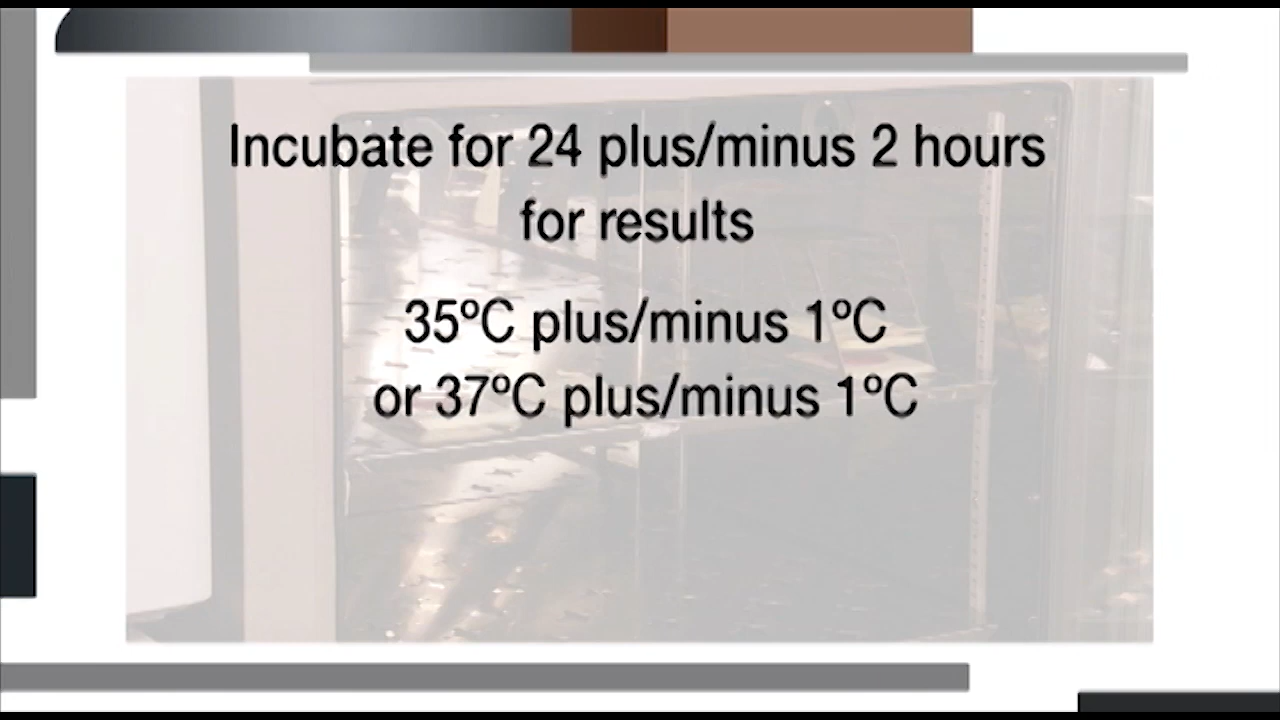 Incubate for 24 plus/minus 2 hours
for results
35ºC plus/minus 1ºC
or 37ºC plus/minus 1ºC